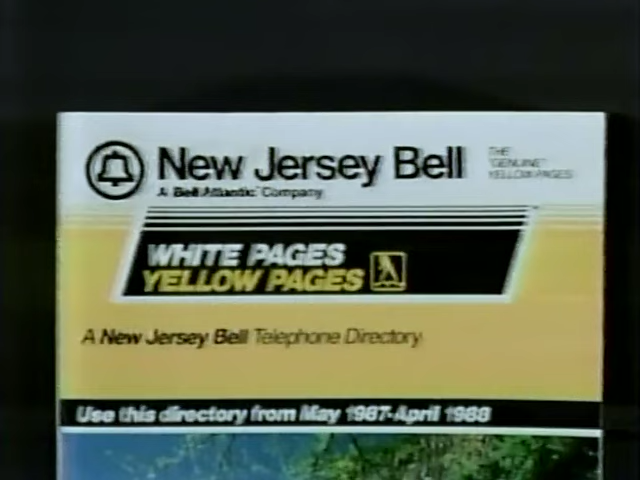 New Jersey Bell
A Bell Atlantic™ Company
THE
"GENUINE"
YELLOW PAGES
WHITE PAGES
YELLOW PAGES
A New Jersey Bell Telephone Directory
Use this directory from May 1987-April 1988